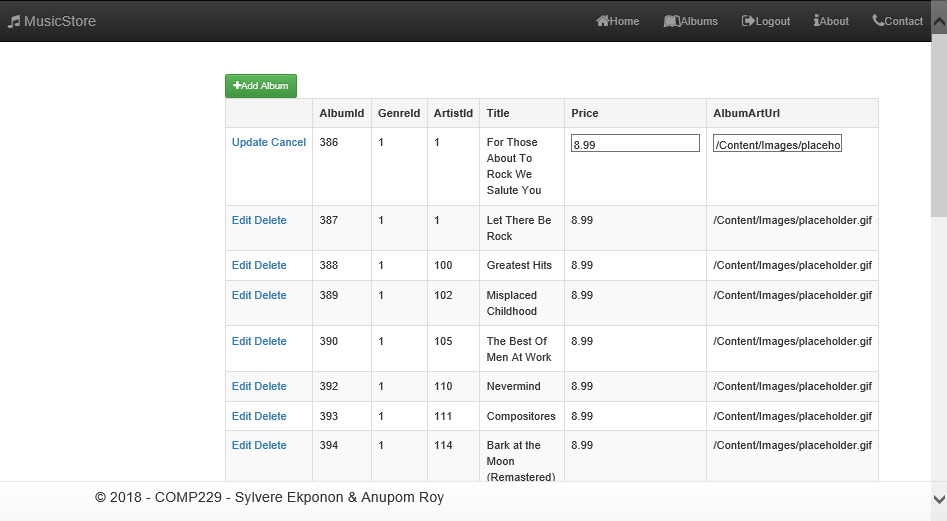 MusicStore Home Albums Logout About Contact
+Add Album
AlbumId GenreId ArtistId Title Price AlbumArtUrl
Update Cancel 386 1 1 For Those 8.99 /Content/Images/placeho
About To
Rock We
Salute You
Edit Delete 387 1 1 Let There Be 8.99 /Content/Images/placeholder.gif
Rock
Edit Delete 388 1 100 Greatest Hits 8.99 /Content/Images/placeholder.gif
Edit Delete 389 1 102 Misplaced 8.99 /Content/Images/placeholder.gif
Childhood
Edit Delete 390 1 105 The Best Of 8.99 /Content/Images/placeholder.gif
Men At Work
Edit Delete 392 1 110 Nevermind 8.99 /Content/Images/placeholder.gif
Edit Delete 393 1 111 Compositores 8.99 /Content/Images/placeholder.gif
Edit Delete 394 1 114 Bark at the 8.99 /Content/Images/placeholder.gif
Moon
(Remastered)
© 2018 - COMP229 - Sylvere Ekponon & Anupom Roy